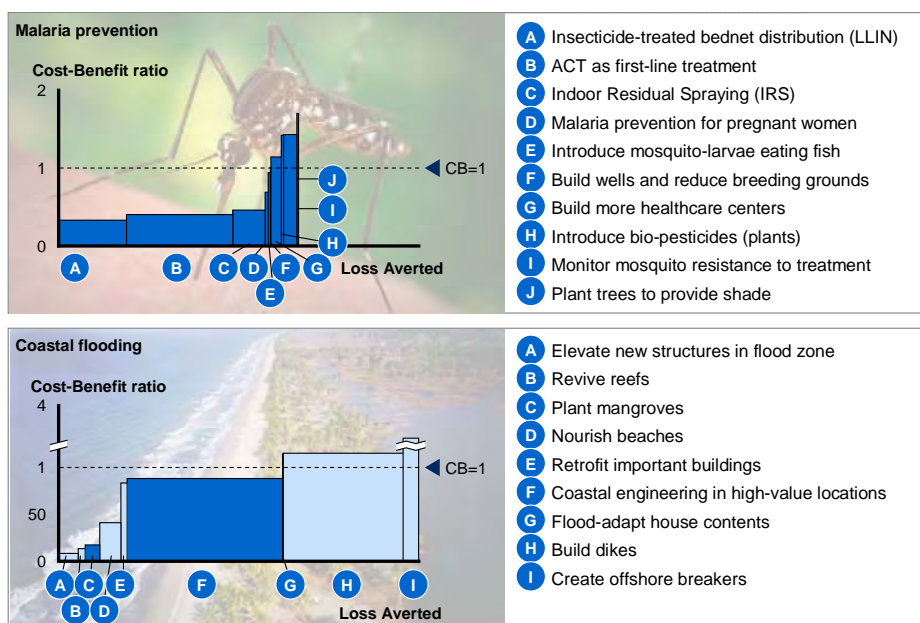 Malaria prevention
Cost-Benefit ratio
2
1
CB=1
0
A
B
C
D
E
F
G
H
I
J
Loss Averted
A Insecticide-treated bednet distribution (LLIN)
B ACT as first-line treatment
C Indoor Residual Spraying (IRS)
D Malaria prevention for pregnant women
E Introduce mosquito-larvae eating fish
F Build wells and reduce breeding grounds
G Build more healthcare centers
H Introduce bio-pesticides (plants)
I Monitor mosquito resistance to treatment
J Plant trees to provide shade
Coastal flooding
Cost-Benefit ratio
4
1
CB=1
50
0
A
B
C
D
E
F
G
H
I
Loss Averted
A Elevate new structures in flood zone
B Revive reefs
C Plant mangroves
D Nourish beaches
E Retrofit important buildings
F Coastal engineering in high-value locations
G Flood-adapt house contents
H Build dikes
I Create offshore breakers